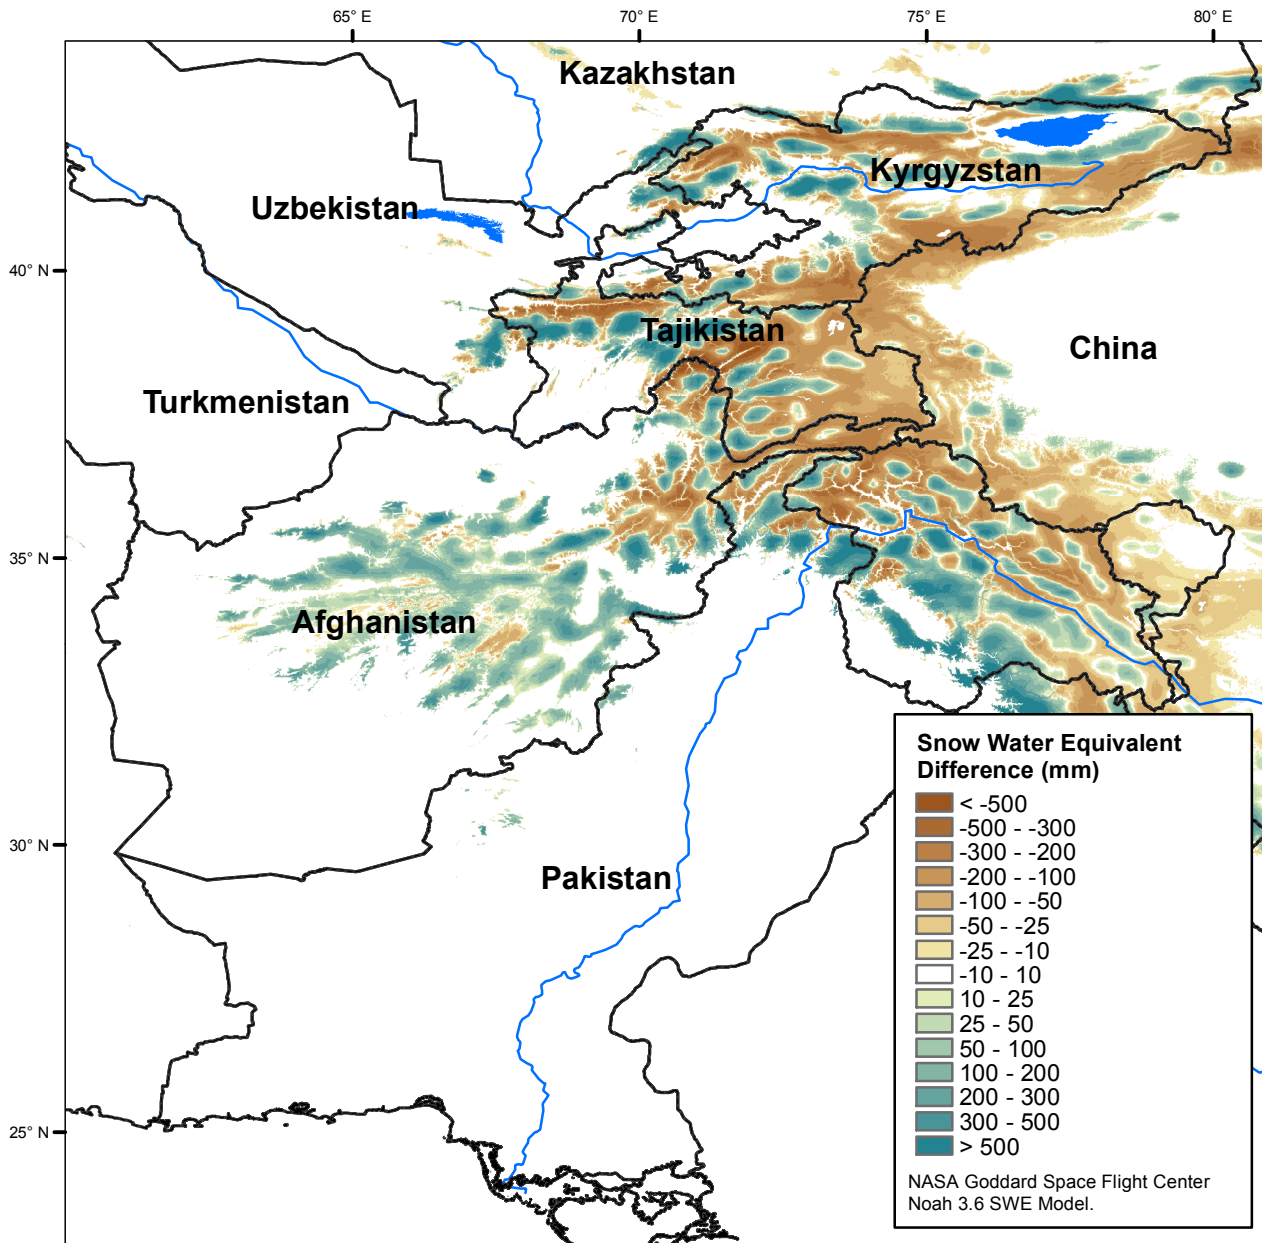 65° E
70° E
75° E
80° E
Kazakhstan
Kyrgyzstan
Uzbekistan
40° N
Tajikistan
China
Turkmenistan
35° N
Afghanistan
30° N
Pakistan
25° N
Snow Water Equivalent
Difference (mm)
< -500
-500 - -300
-300 - -200
-200 - -100
-100 - -50
-50 - -25
-25 - -10
-10 - 10
10 - 25
25 - 50
50 - 100
100 - 200
200 - 300
300 - 500
> 500
NASA Goddard Space Flight Center
Noah 3.6 SWE Model.